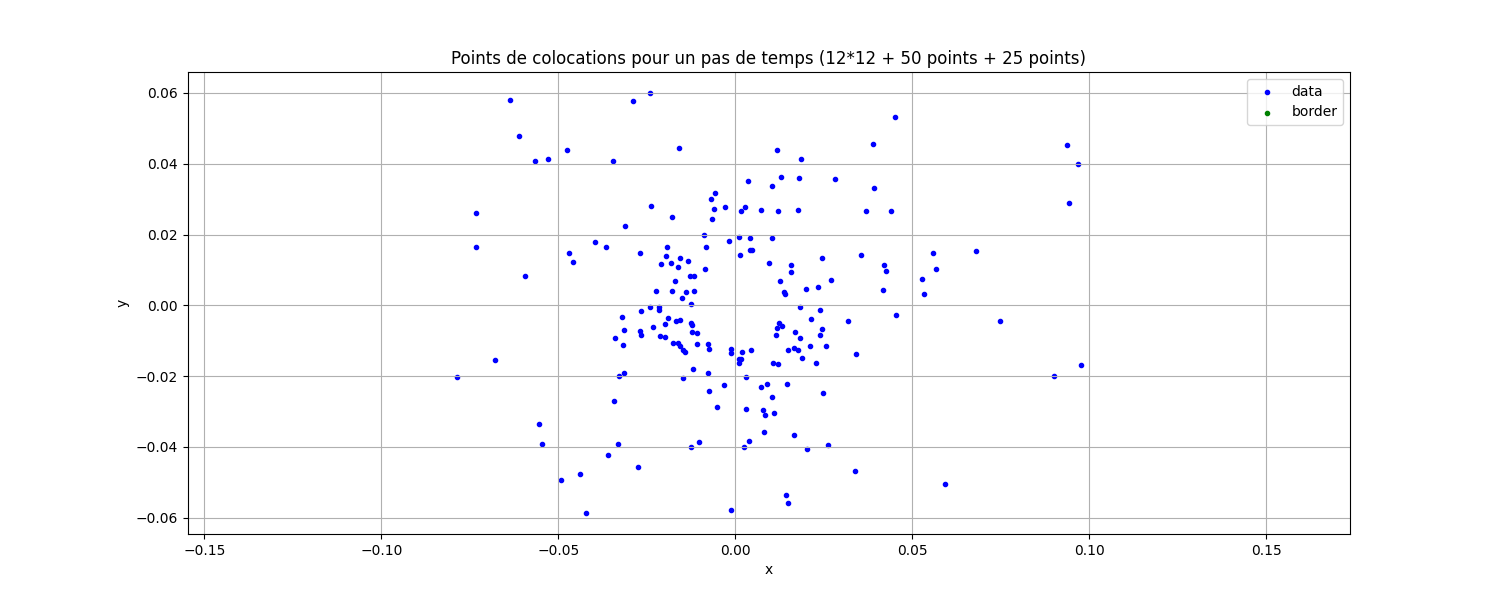 Points de colocations pour un pas de temps (12*12 + 50 points + 25 points)
data
border
0.06
0.04
0.02
0.00
−0.02
−0.04
−0.06
y
−0.15 −0.10 −0.05 0.00 0.05 0.10 0.15
x